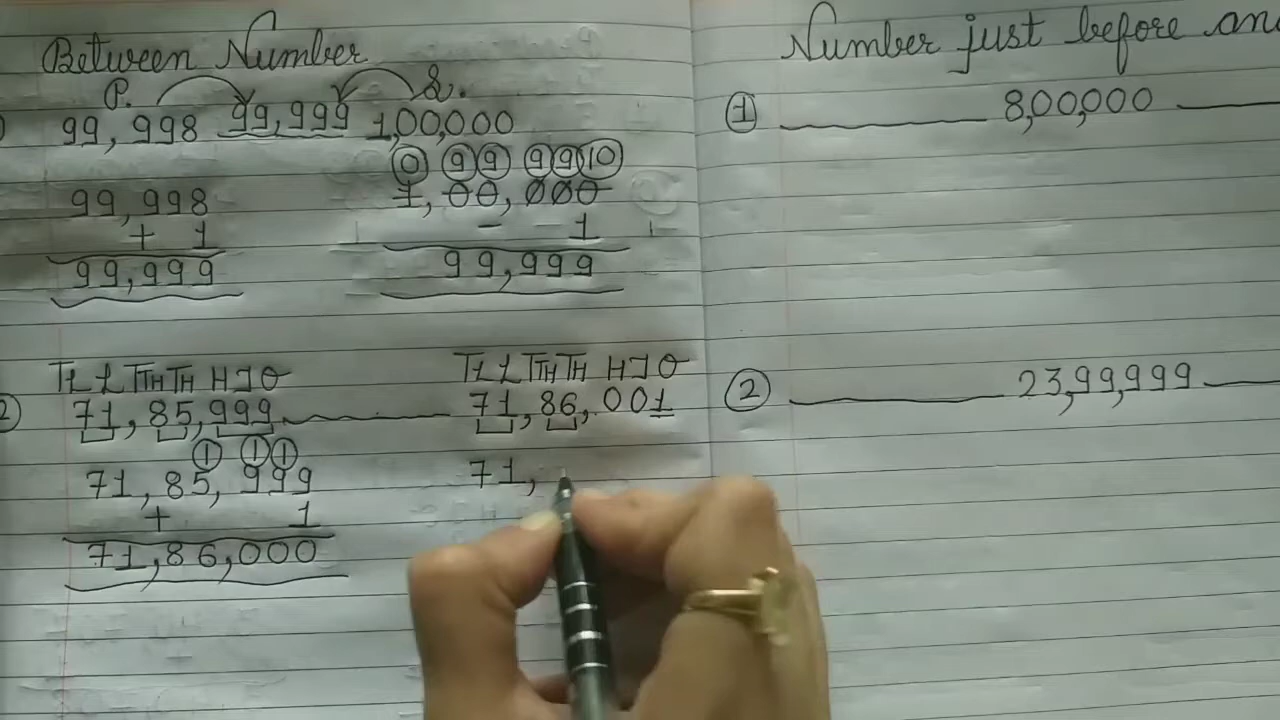 Between Number
P. S.
99,998 99,999 1,00,000
0 9 9 9 9 10
99,998 1,00,000
+ 1 - 1
99,999 99,999
TL L TTH TH H T O TL L TTH TH H T O
2) 71,85,999 71,86,001
1 1 1
71,85,999 71,
+ 1
71,86,000
Number just before an
1 8,00,000
2 23,99,999